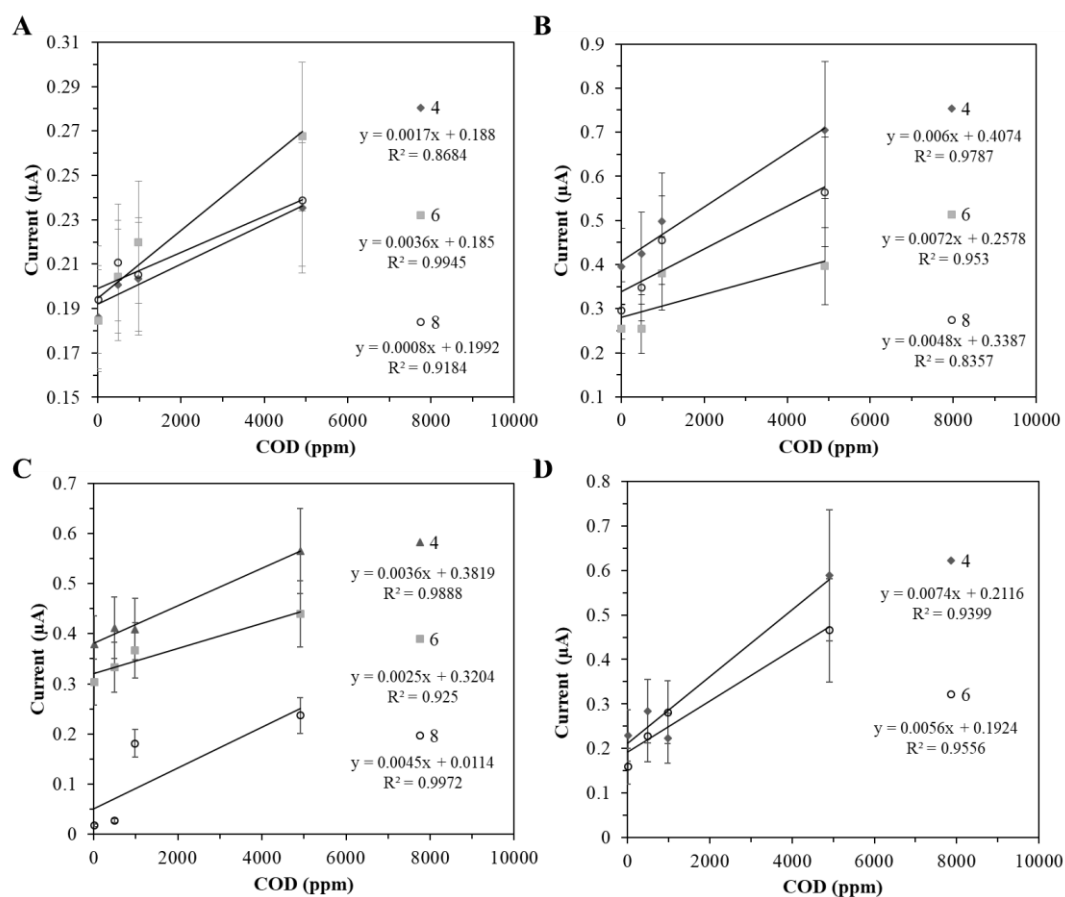 A
0.31
0.29
0.27
0.25
0.23
0.21
0.19
0.17
0.15
Current (µA)
0
2000
4000
6000
8000
10000
COD (ppm)
4
y = 0.0017x + 0.188
R² = 0.8684
6
y = 0.0036x + 0.185
R² = 0.9945
8
y = 0.0008x + 0.1992
R² = 0.9184
B
0.9
0.8
0.7
0.6
0.5
0.4
0.3
0.2
0.1
Current (µA)
0
2000
4000
6000
8000
10000
COD (ppm)
4
y = 0.006x + 0.4074
R² = 0.9787
6
y = 0.0072x + 0.2578
R² = 0.953
8
y = 0.0048x + 0.3387
R² = 0.8357
C
0.7
0.6
0.5
0.4
0.3
0.2
0.1
0
Current (µA)
0
2000
4000
6000
8000
10000
COD (ppm)
4
y = 0.0036x + 0.3819
R² = 0.9888
6
y = 0.0025x + 0.3204
R² = 0.925
8
y = 0.0045x + 0.0114
R² = 0.9972
D
0.8
0.7
0.6
0.5
0.4
0.3
0.2
0.1
0
Current (µA)
0
2000
4000
6000
8000
10000
COD (ppm)
4
y = 0.0074x + 0.2116
R² = 0.9399
6
y = 0.0056x + 0.1924
R² = 0.9556